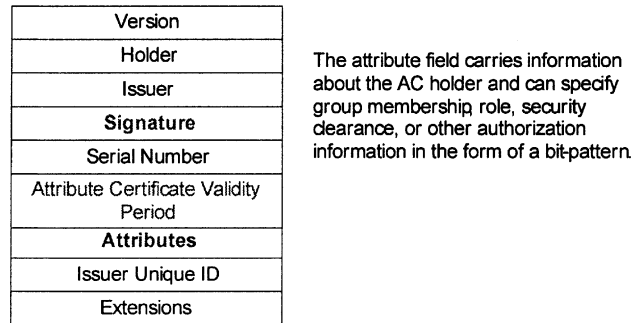 Version
Holder
Issuer
Signature
Serial Number
Attribute Certificate Validity
Period
Attributes
Issuer Unique ID
Extensions
The attribute field carries information
about the AC holder and can specify
group membership, role, security
clearance, or other authorization
information in the form of a bit-pattern.